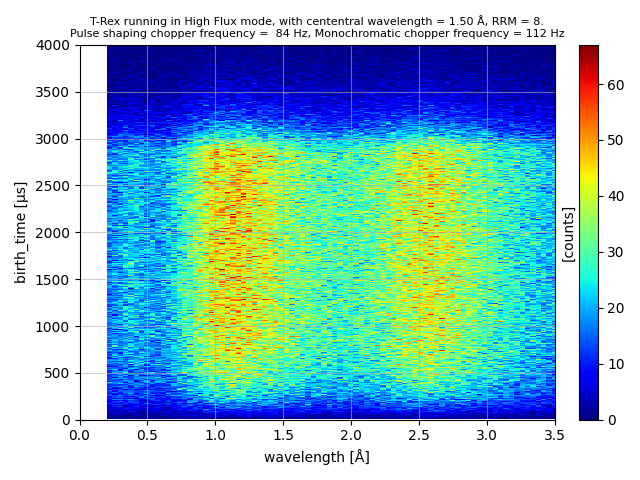 T-Rex running in High Flux mode, with cententral wavelength = 1.50 Å, RRM = 8.
Pulse shaping chopper frequency =  84 Hz, Monochromatic chopper frequency = 112 Hz
4000
3500
3000
2500
2000
1500
1000
500
0
birth_time [µs]
0.0 0.5 1.0 1.5 2.0 2.5 3.0 3.5
wavelength [Å]
60
50
40
30
20
10
0
[counts]